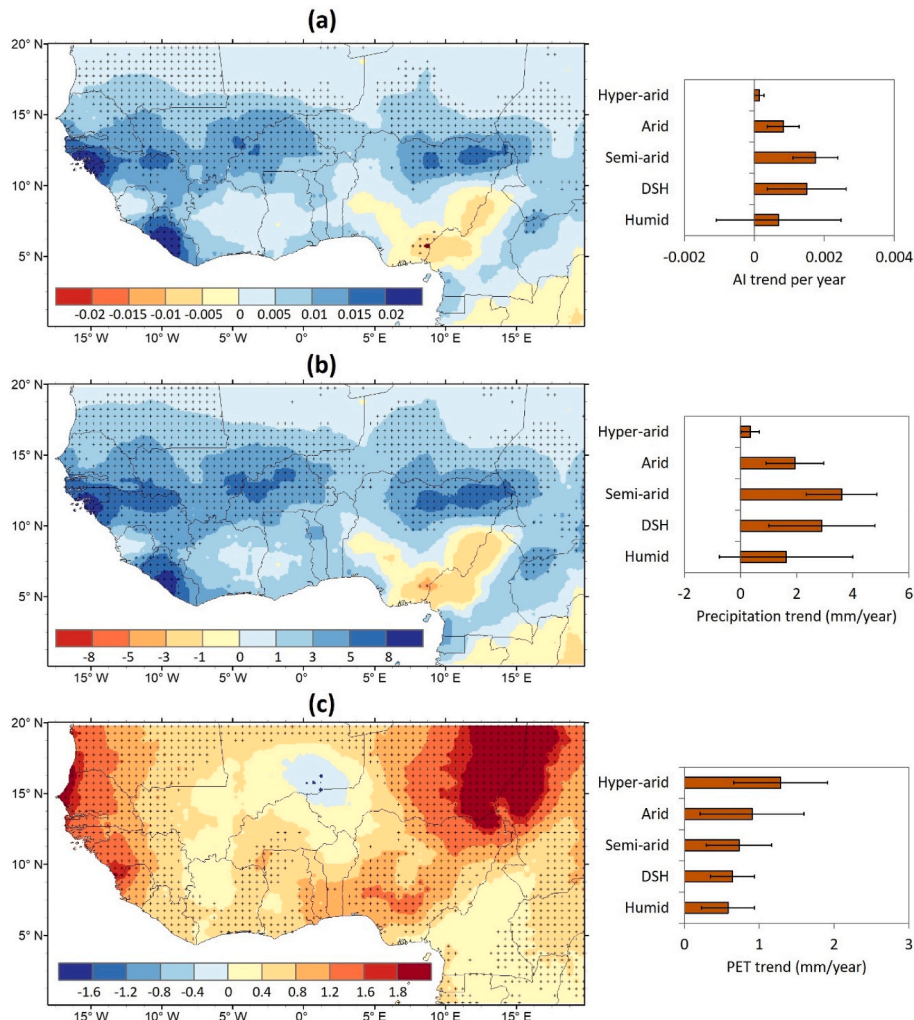 (a)
20° N
15° N
10° N
5° N
-0.02 -0.015 -0.01 -0.005 0 0.005 0.01 0.015 0.02
15° W 10° W 5° W 0° 5° E 10° E 15° E
Hyper-arid
Arid
Semi-arid
DSH
Humid
-0.002 0 0.002 0.004
AI trend per year
(b)
20° N
15° N
10° N
5° N
-8 -5 -3 -1 0 1 3 5 8
15° W 10° W 5° W 0° 5° E 10° E 15° E
Hyper-arid
Arid
Semi-arid
DSH
Humid
-2 0 2 4 6
Precipitation trend (mm/year)
(c)
20° N
15° N
10° N
5° N
-1.6 -1.2 -0.8 -0.4 0 0.4 0.8 1.2 1.6 1.8
15° W 10° W 5° W 0° 5° E 10° E 15° E
Hyper-arid
Arid
Semi-arid
DSH
Humid
0 1 2 3
PET trend (mm/year)